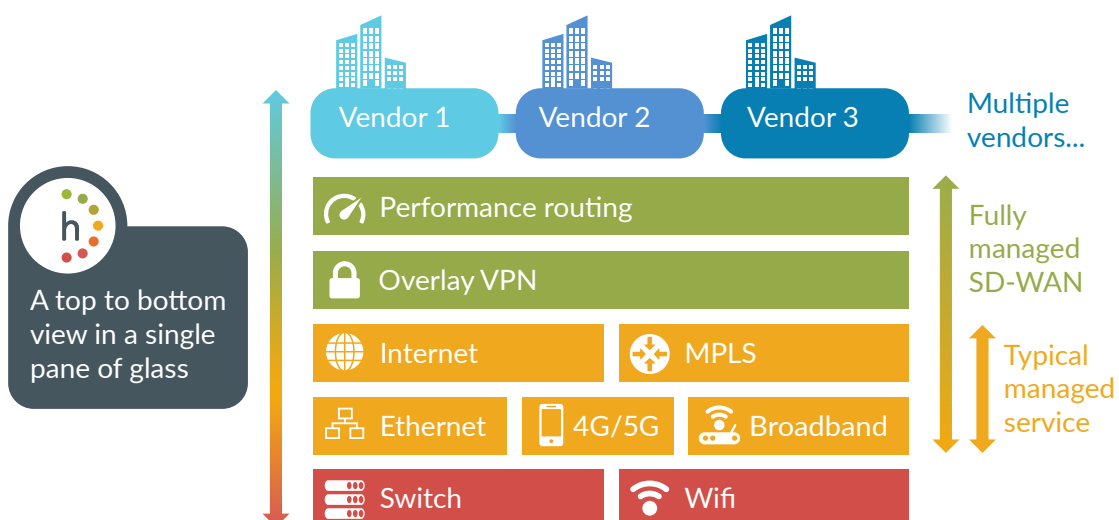 Vendor 1
Vendor 2
Vendor 3
Multiple
vendors...
Performance routing
Overlay VPN
Internet
MPLS
Ethernet
4G/5G
Broadband
Switch
Wifi
h
A top to bottom
view in a single
pane of glass
Fully
managed
SD-WAN
Typical
managed
service